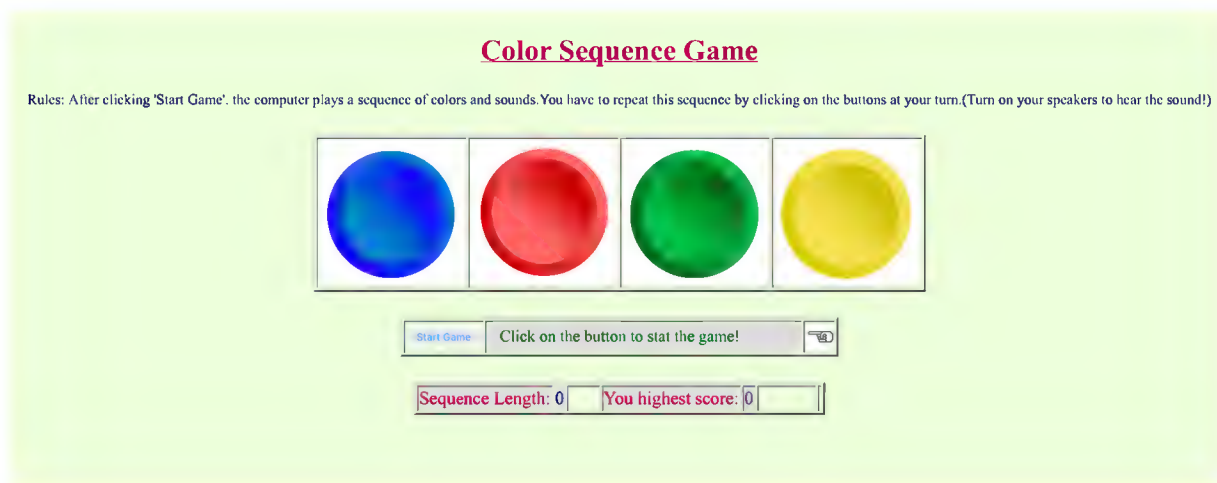 Color Sequence Game
Rules: After clicking 'Start Game'. the computer plays a sequence of colors and sounds.You have to repeat this sequence by clicking on the buttons at your turn.(Turn on your speakers to hear the sound!)
Start Game Click on the button to stat the game!
Sequence Length: 0 You highest score: 0